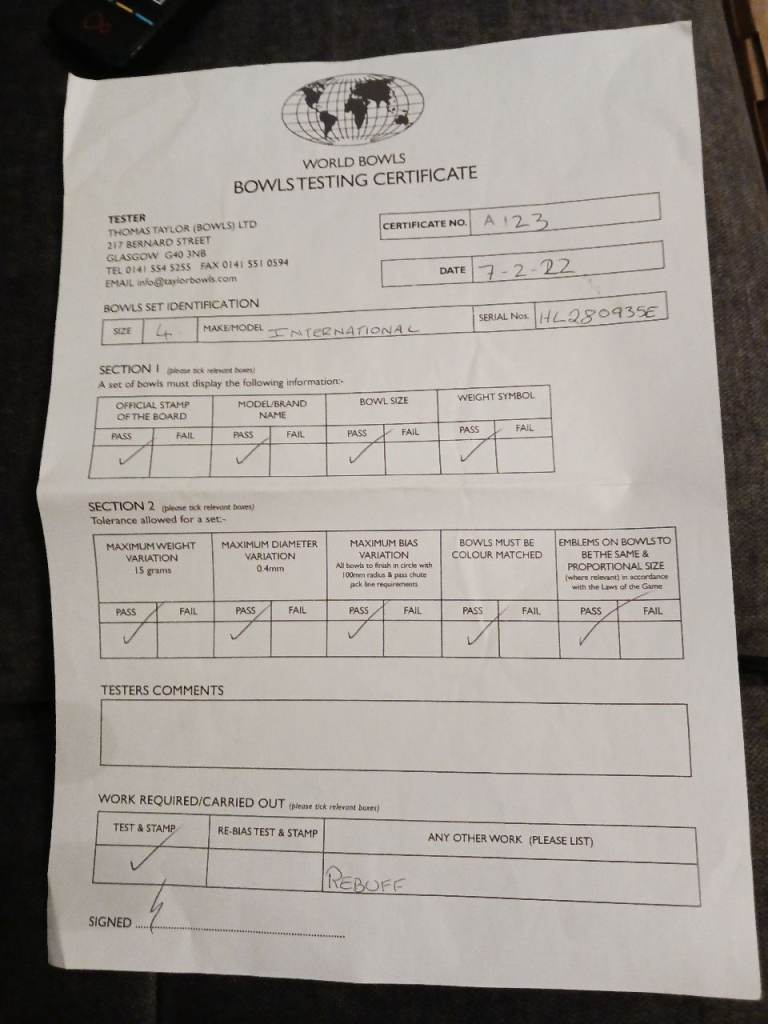 WORLD BOWLS
BOWLS TESTING CERTIFICATE
TESTER
THOMAS TAYLOR (BOWLS) LTD
217 BERNARD STREET
GLASGOW G40 3NB
TEL 0141 554 5255 FAX 0141 551 0594
EMAIL info@taylorbowls.com
CERTIFICATE NO. A123
DATE 7-2-22
BOWLS SET IDENTIFICATION
SIZE 4 MAKE/MODEL INTERNATIONAL SERIAL Nos. HL280935E
SECTION 1 (please tick relevant boxes)
A set of bowls must display the following information:-
OFFICIAL STAMP OF THE BOARD
MODEL/BRAND NAME
BOWL SIZE
WEIGHT SYMBOL
PASS FAIL PASS FAIL PASS FAIL PASS FAIL
SECTION 2 (please tick relevant boxes)
Tolerance allowed for a set:-
MAXIMUM WEIGHT
VARIATION
15 grams
MAXIMUM DIAMETER
VARIATION
0.4mm
MAXIMUM BIAS
VARIATION
All bowls to finish in circle with
100mm radius & pass chute
jack line requirements
BOWLS MUST BE
COLOUR MATCHED
EMBLEMS ON BOWLS TO
BE THE SAME &
PROPORTIONAL SIZE
(where relevant) in accordance
with the Laws of the Game
PASS FAIL PASS FAIL PASS FAIL PASS FAIL PASS FAIL
TESTERS COMMENTS
WORK REQUIRED/CARRIED OUT (please tick relevant boxes)
TEST & STAMP RE-BIAS TEST & STAMP ANY OTHER WORK (PLEASE LIST)
REBUFF
SIGNED